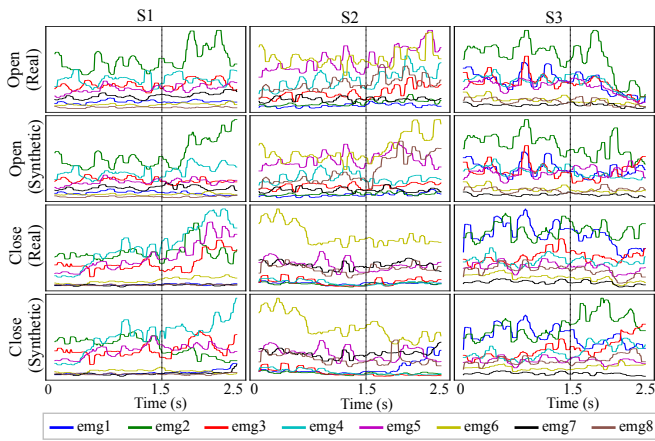 S1 S2 S3
Open (Real)
Open (Synthetic)
Close (Real)
Close (Synthetic)
0 1.5 2.5 0 1.5 2.5 0 1.5 2.5
Time (s) Time (s) Time (s)
emg1 emg2 emg3 emg4 emg5 emg6 emg7 emg8